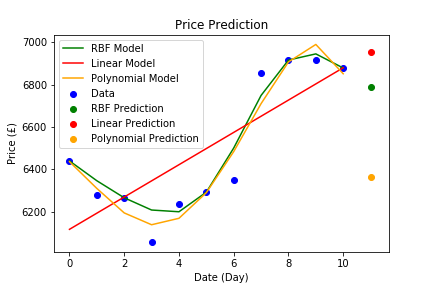 Price Prediction
7000
6800
6600
6400
6200
Price (£)
RBF Model
Linear Model
Polynomial Model
Data
RBF Prediction
Linear Prediction
Polynomial Prediction
0 2 4 6 8 10
Date (Day)